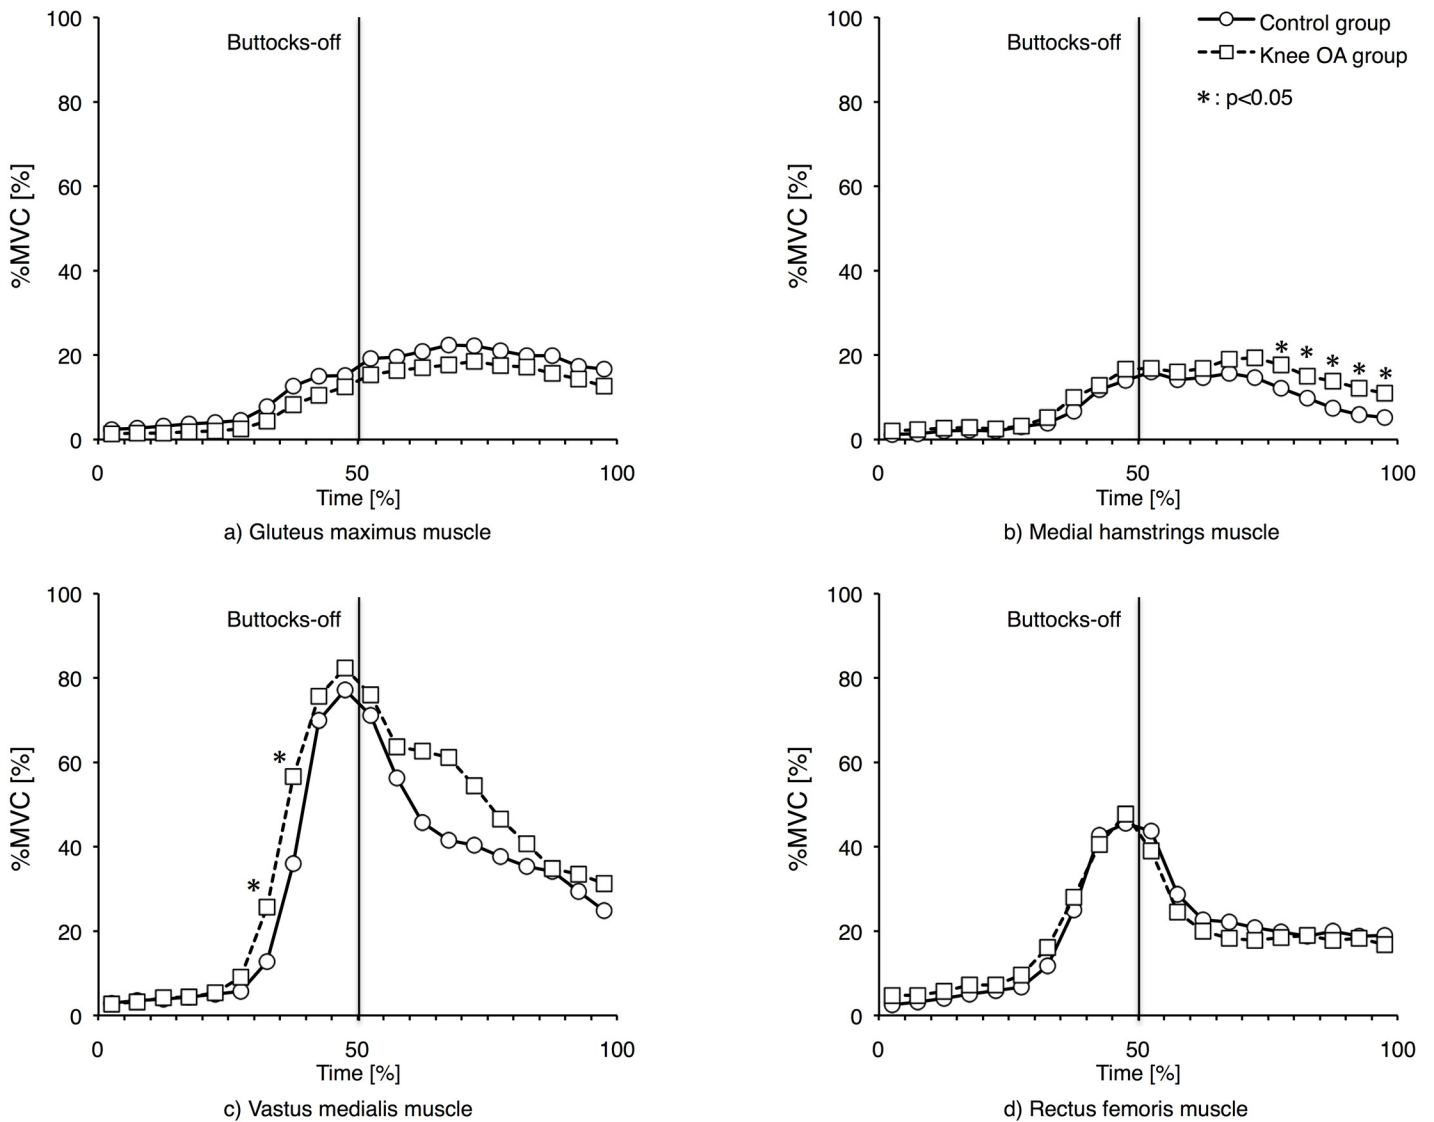 100
80
60
40
20
0
%MVC [%]
Buttocks-off
0
50
100
Time [%]
a) Gluteus maximus muscle
100
80
60
40
20
0
%MVC [%]
Buttocks-off
Control group
Knee OA group
* : p<0.05
* * * * *
0
50
100
Time [%]
b) Medial hamstrings muscle
100
80
60
40
20
0
%MVC [%]
Buttocks-off
*
*
0
50
100
Time [%]
c) Vastus medialis muscle
100
80
60
40
20
0
%MVC [%]
Buttocks-off
0
50
100
Time [%]
d) Rectus femoris muscle